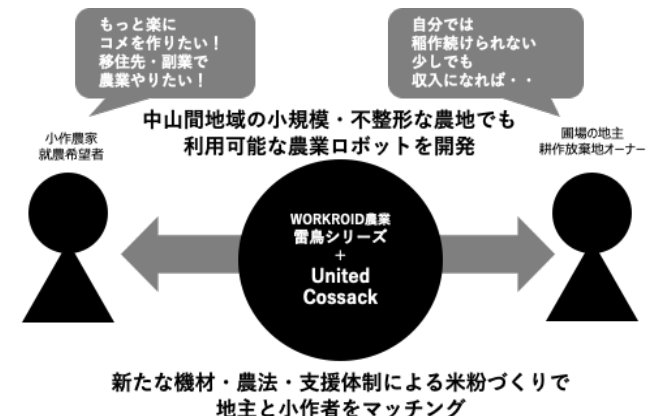 もっと楽に
コメを作りたい！
移住先・副業で
農業やりたい！
自分では
稲作続けられない
少しでも
収入になれば・・
中山間地域の小規模・不整形な農地でも
利用可能な農業ロボットを開発
小作農家
就農希望者
圃場の地主
耕作放棄地オーナー
WORKROID農業
雷鳥シリーズ
+
United
Cossack
新たな機材・農法・支援体制による米粉づくりで
地主と小作者をマッチング